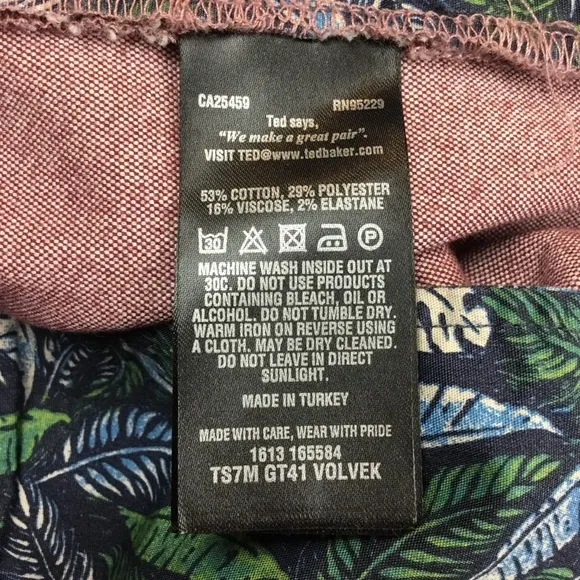 CA25459 RN95229
Ted says,
"We make a great pair".
VISIT TED@www.tedbaker.com
53% COTTON, 29% POLYESTER
16% VISCOSE, 2% ELASTANE
30 P
MACHINE WASH INSIDE OUT AT
30C. DO NOT USE PRODUCTS
CONTAINING BLEACH, OIL OR
ALCOHOL. DO NOT TUMBLE DRY.
WARM IRON ON REVERSE USING
A CLOTH. MAY BE DRY CLEANED.
DO NOT LEAVE IN DIRECT
SUNLIGHT.
MADE IN TURKEY
MADE WITH CARE, WEAR WITH PRIDE
1613 165584
TS7M GT41 VOLVEK